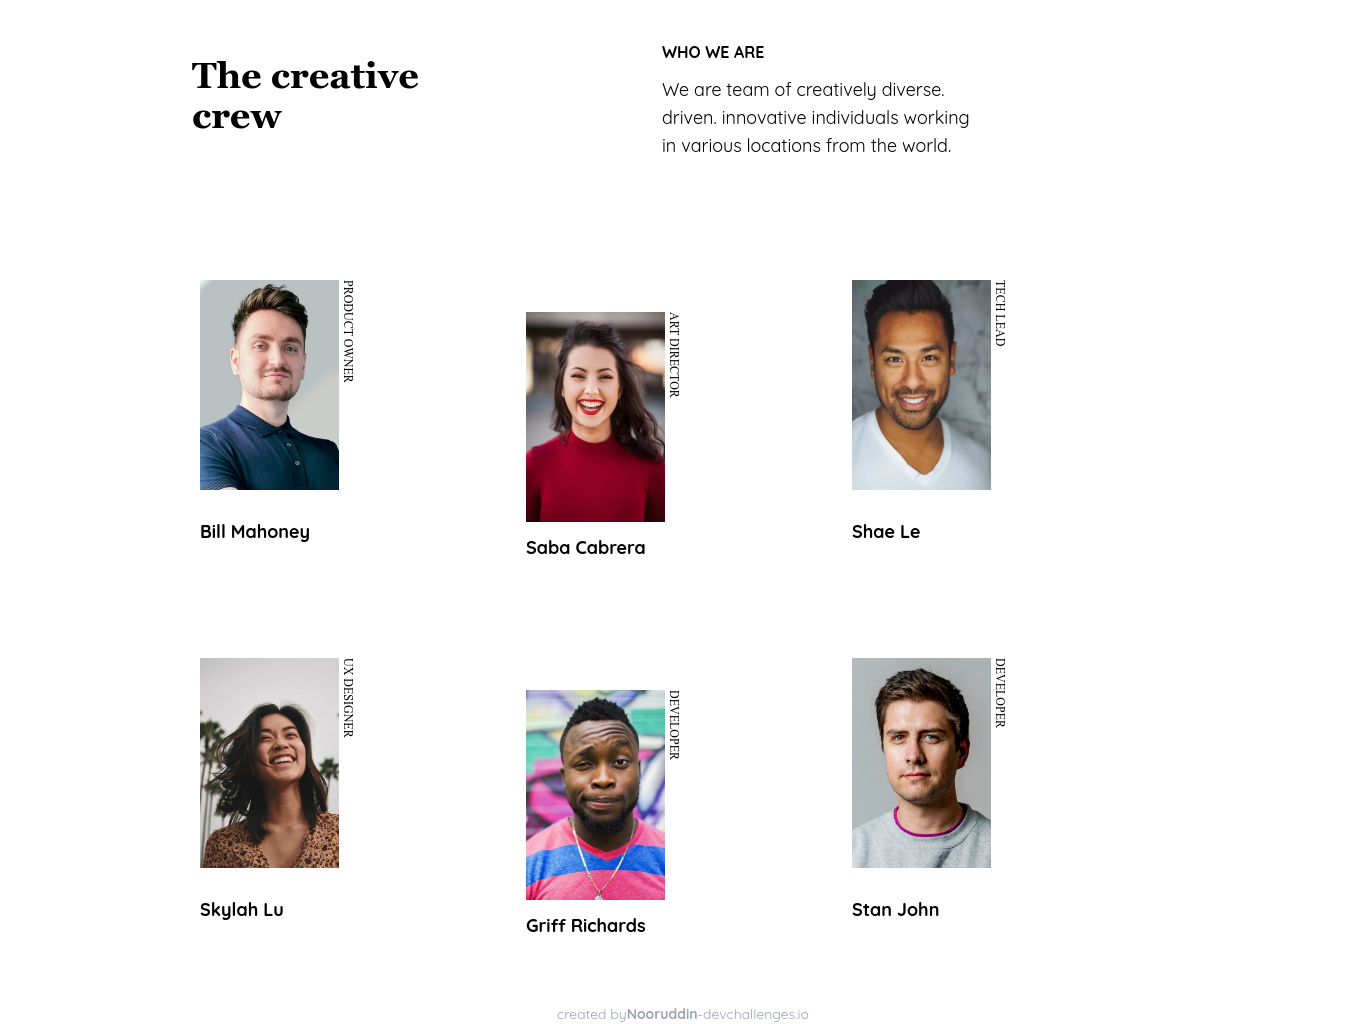 The creative
crew
WHO WE ARE
We are team of creatively diverse.
driven. innovative individuals working
in various locations from the world.
PRODUCT OWNER
Bill Mahoney
ART DIRECTOR
Saba Cabrera
TECH LEAD
Shae Le
UX DESIGNER
Skylah Lu
DEVELOPER
Griff Richards
DEVELOPER
Stan John
created byNooruddin-devchallenges.io